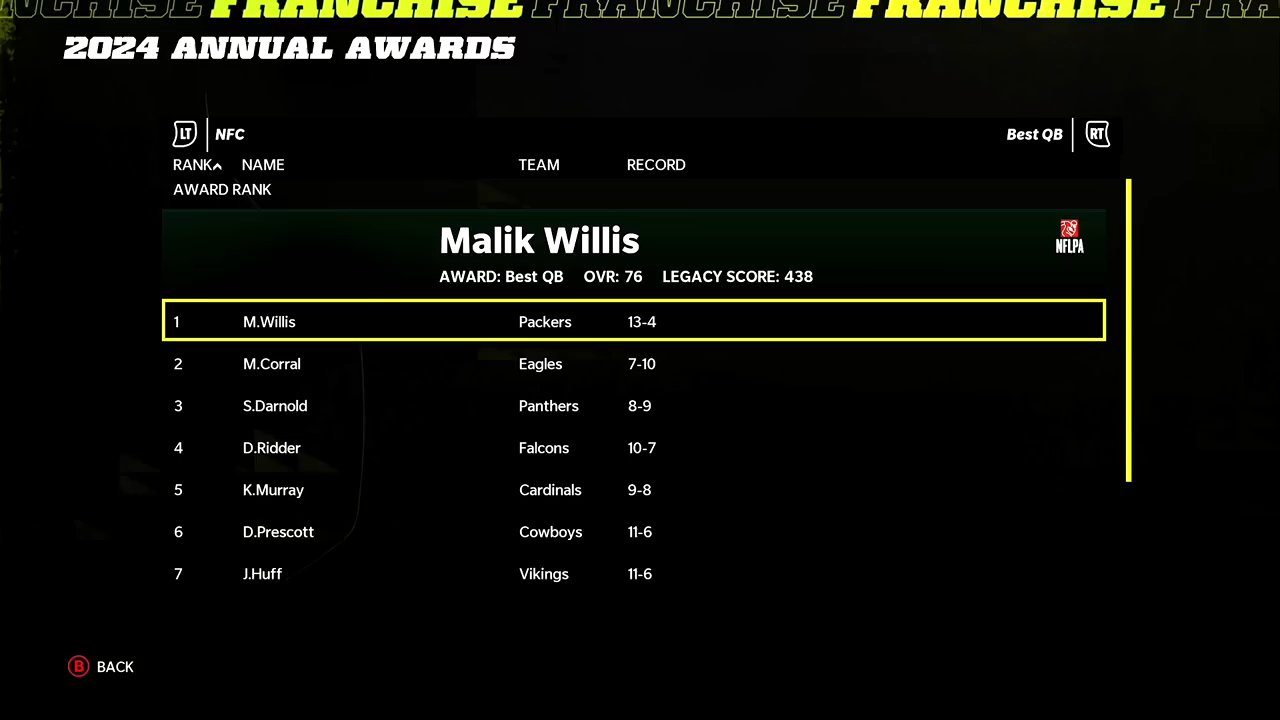 NCHISE FRANCHISE FRANCHISE FRANCHISE FRA
2024 ANNUAL AWARDS
LT NFC Best QB RT
RANK NAME TEAM RECORD
AWARD RANK
Malik Willis
NFLPA
AWARD: Best QB OVR: 76 LEGACY SCORE: 438
1 M.Willis Packers 13-4
2 M.Corral Eagles 7-10
3 S.Darnold Panthers 8-9
4 D.Ridder Falcons 10-7
5 K.Murray Cardinals 9-8
6 D.Prescott Cowboys 11-6
7 J.Huff Vikings 11-6
B BACK